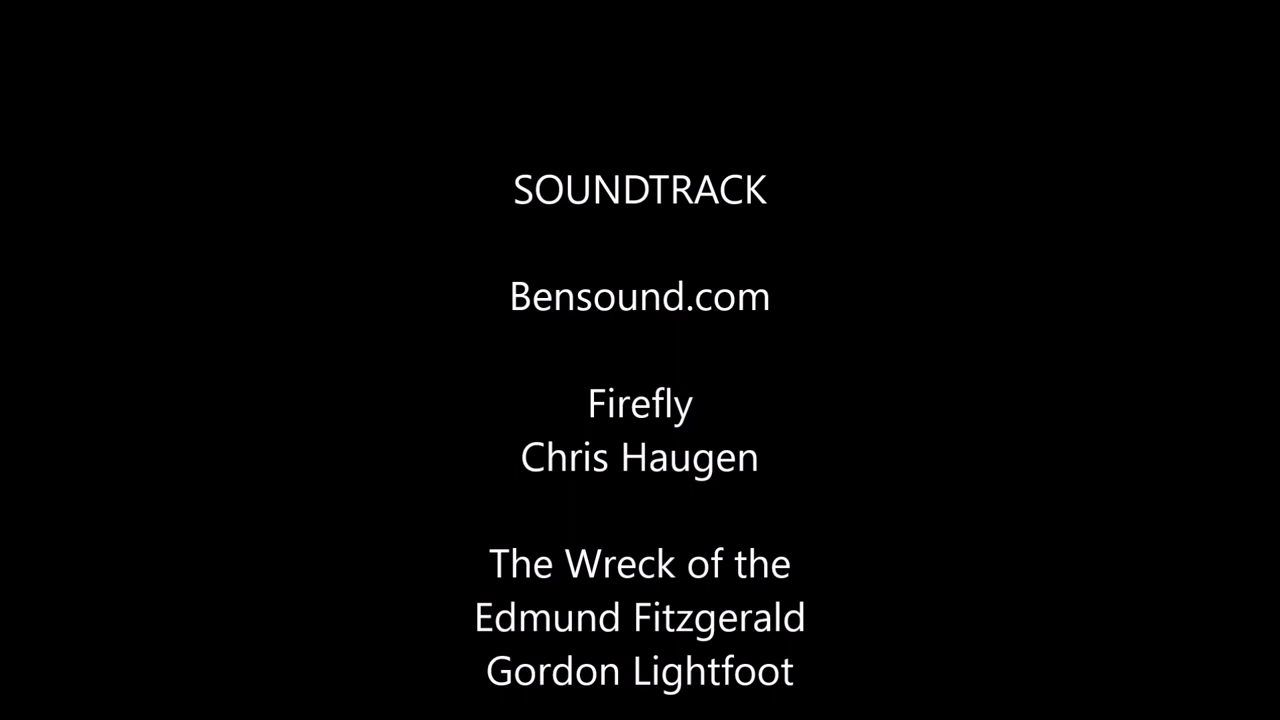 SOUNDTRACK
Bensound.com
Firefly
Chris Haugen
The Wreck of the
Edmund Fitzgerald
Gordon Lightfoot